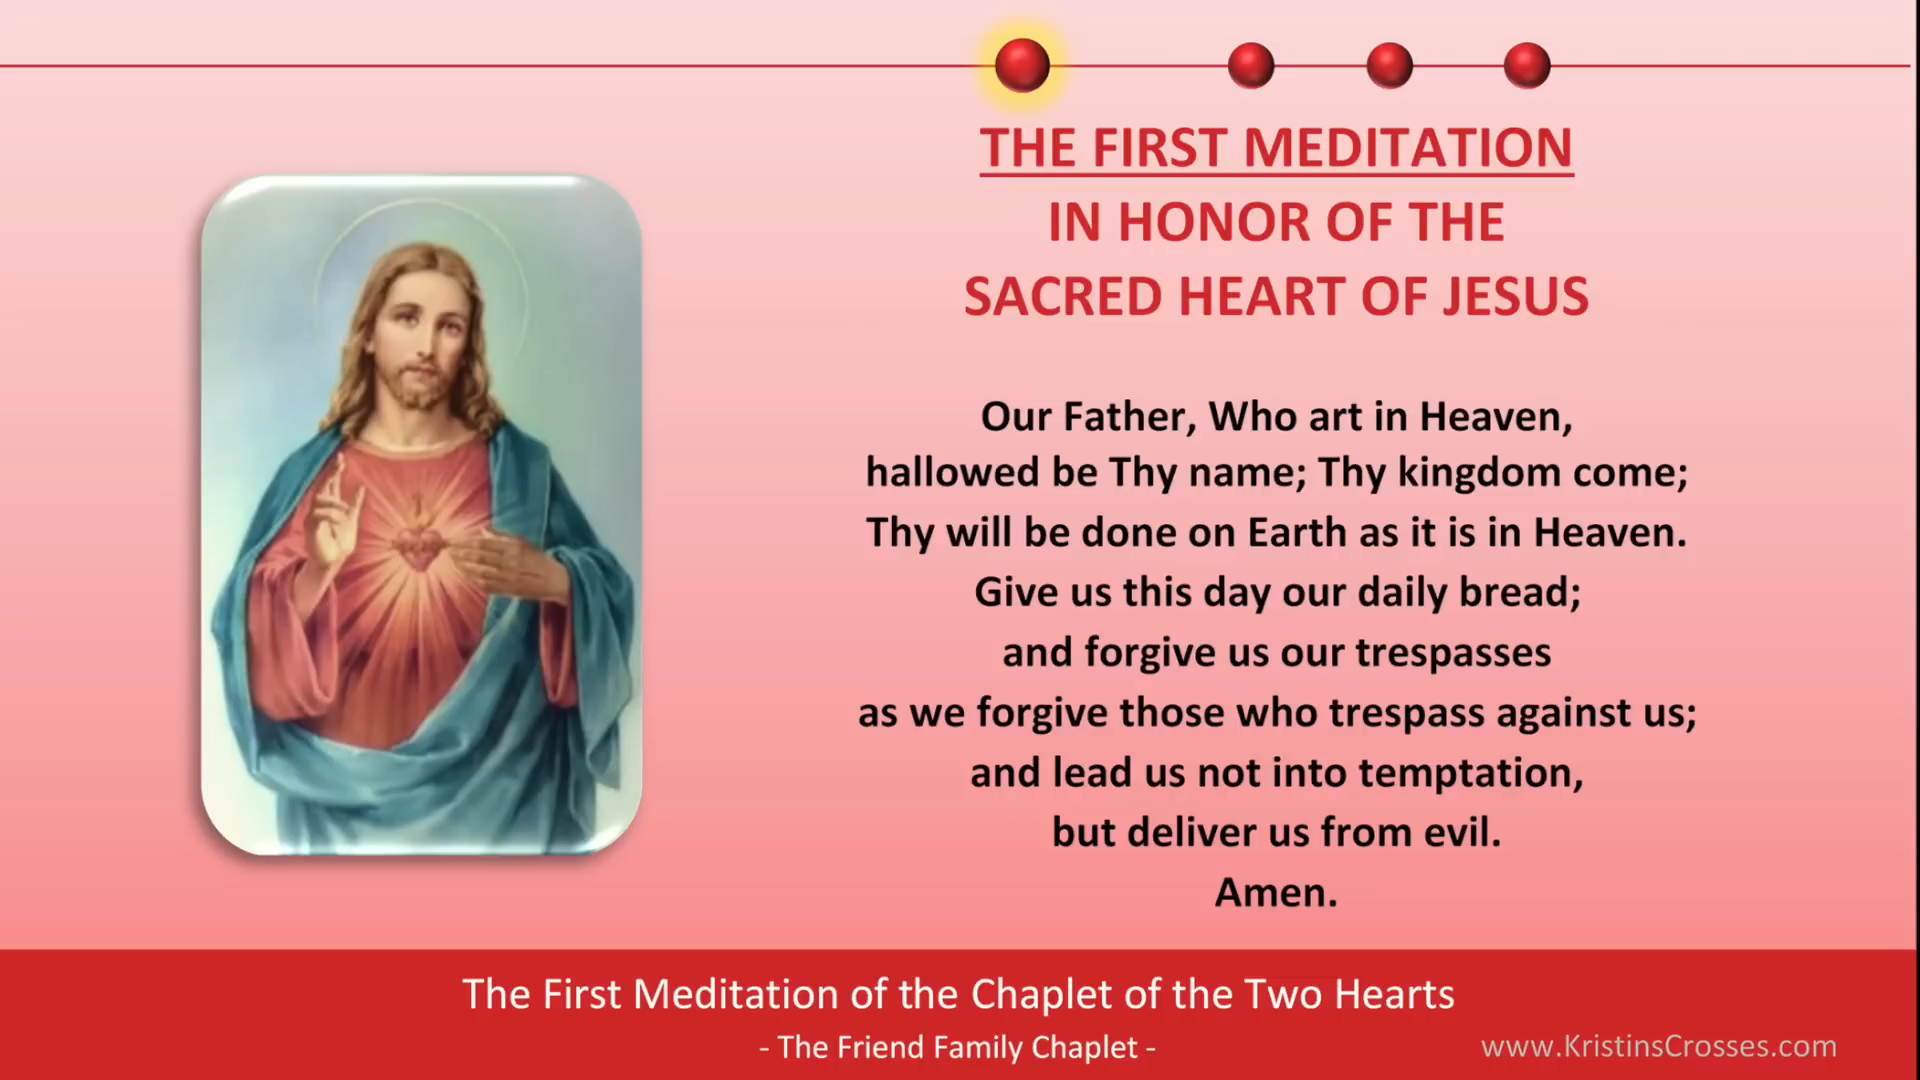 THE FIRST MEDITATION
IN HONOR OF THE
SACRED HEART OF JESUS
Our Father, Who art in Heaven,
hallowed be Thy name; Thy kingdom come;
Thy will be done on Earth as it is in Heaven.
Give us this day our daily bread;
and forgive us our trespasses
as we forgive those who trespass against us;
and lead us not into temptation,
but deliver us from evil.
Amen.
The First Meditation of the Chaplet of the Two Hearts
- The Friend Family Chaplet -
www.KristinsCrosses.com